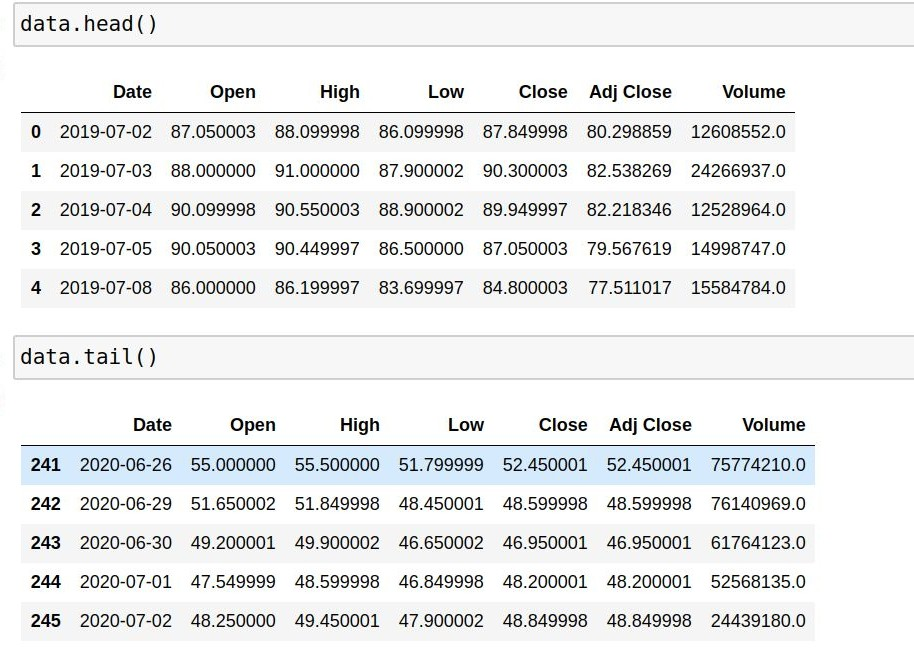 data.head()
Date Open High Low Close Adj Close Volume
0 2019-07-02 87.050003 88.099998 86.099998 87.849998 80.298859 12608552.0
1 2019-07-03 88.000000 91.000000 87.900002 90.300003 82.538269 24266937.0
2 2019-07-04 90.099998 90.550003 88.900002 89.949997 82.218346 12528964.0
3 2019-07-05 90.050003 90.449997 86.500000 87.050003 79.567619 14998747.0
4 2019-07-08 86.000000 86.199997 83.699997 84.800003 77.511017 15584784.0
data.tail()
Date Open High Low Close Adj Close Volume
241 2020-06-26 55.000000 55.500000 51.799999 52.450001 52.450001 75774210.0
242 2020-06-29 51.650002 51.849998 48.450001 48.599998 48.599998 76140969.0
243 2020-06-30 49.200001 49.900002 46.650002 46.950001 46.950001 61764123.0
244 2020-07-01 47.549999 48.599998 46.849998 48.200001 48.200001 52568135.0
245 2020-07-02 48.250000 49.450001 47.900002 48.849998 48.849998 24439180.0